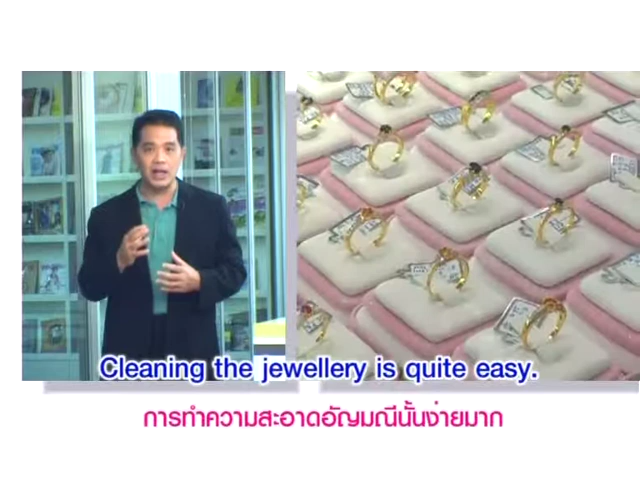 Cleaning the jewellery is quite easy.
การทำความสะอาดอัญมณีนั้นง่ายมาก